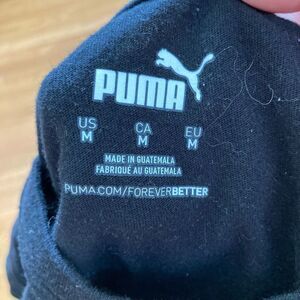 PUMA
US CA EU
M M M
MADE IN GUATEMALA
FABRIQUÉ AU GUATEMALA
PUMA.COM/FOREVERBETTER